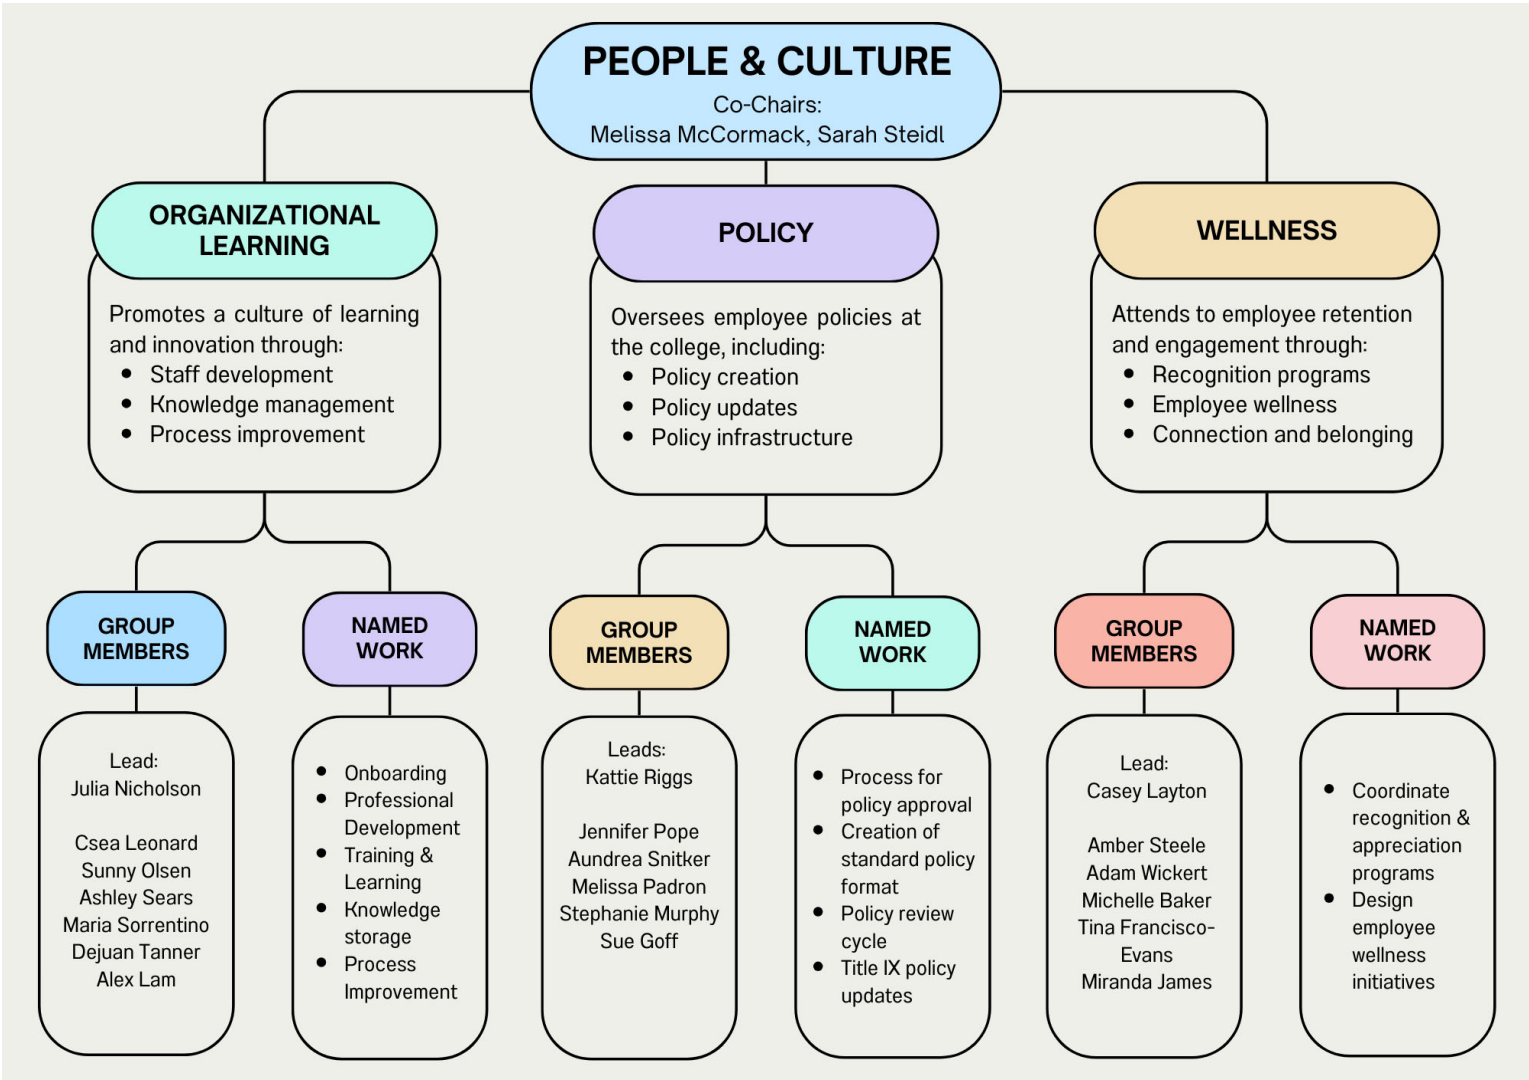 PEOPLE & CULTURE
Co-Chairs:
Melissa McCormack, Sarah Steidl
ORGANIZATIONAL
LEARNING
Promotes a culture of learning
and innovation through:
• Staff development
• Knowledge management
• Process improvement
POLICY
Oversees employee policies at
the college, including:
• Policy creation
• Policy updates
• Policy infrastructure
WELLNESS
Attends to employee retention
and engagement through:
• Recognition programs
• Employee wellness
• Connection and belonging
GROUP
MEMBERS
Lead:
Julia Nicholson
Csea Leonard
Sunny Olsen
Ashley Sears
Maria Sorrentino
Dejuan Tanner
Alex Lam
NAMED
WORK
• Onboarding
• Professional
Development
• Training &
Learning
• Knowledge
storage
• Process
Improvement
GROUP
MEMBERS
Leads:
Kattie Riggs
Jennifer Pope
Aundrea Snitker
Melissa Padron
Stephanie Murphy
Sue Goff
NAMED
WORK
• Process for
policy approval
• Creation of
standard policy
format
• Policy review
cycle
• Title IX policy
updates
GROUP
MEMBERS
Lead:
Casey Layton
Amber Steele
Adam Wickert
Michelle Baker
Tina Francisco-
Evans
Miranda James
NAMED
WORK
• Coordinate
recognition &
appreciation
programs
• Design
employee
wellness
initiatives